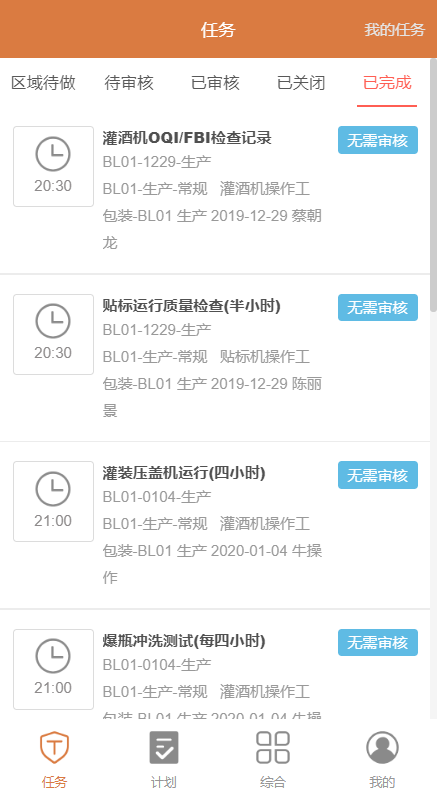 任务
我的任务
区域待做 待审核 已审核 已关闭 已完成
灌酒机OQI/FBI检查记录
无需审核
BL01-1229-生产
20:30
BL01-生产-常规 灌酒机操作工
包装-BL01 生产 2019-12-29 蔡朝
龙
贴标运行质量检查(半小时)
无需审核
BL01-1229-生产
20:30
BL01-生产-常规 贴标机操作工
包装-BL01 生产 2019-12-29 陈丽
景
灌装压盖机运行(四小时)
无需审核
BL01-0104-生产
21:00
BL01-生产-常规 灌酒机操作工
包装-BL01 生产 2020-01-04 牛操
作
爆瓶冲洗测试(每四小时)
无需审核
BL01-0104-生产
21:00
BL01-生产-常规 灌酒机操作工
包装-BL01 生产 2020-01-04 牛操
任务 计划 综合 我的